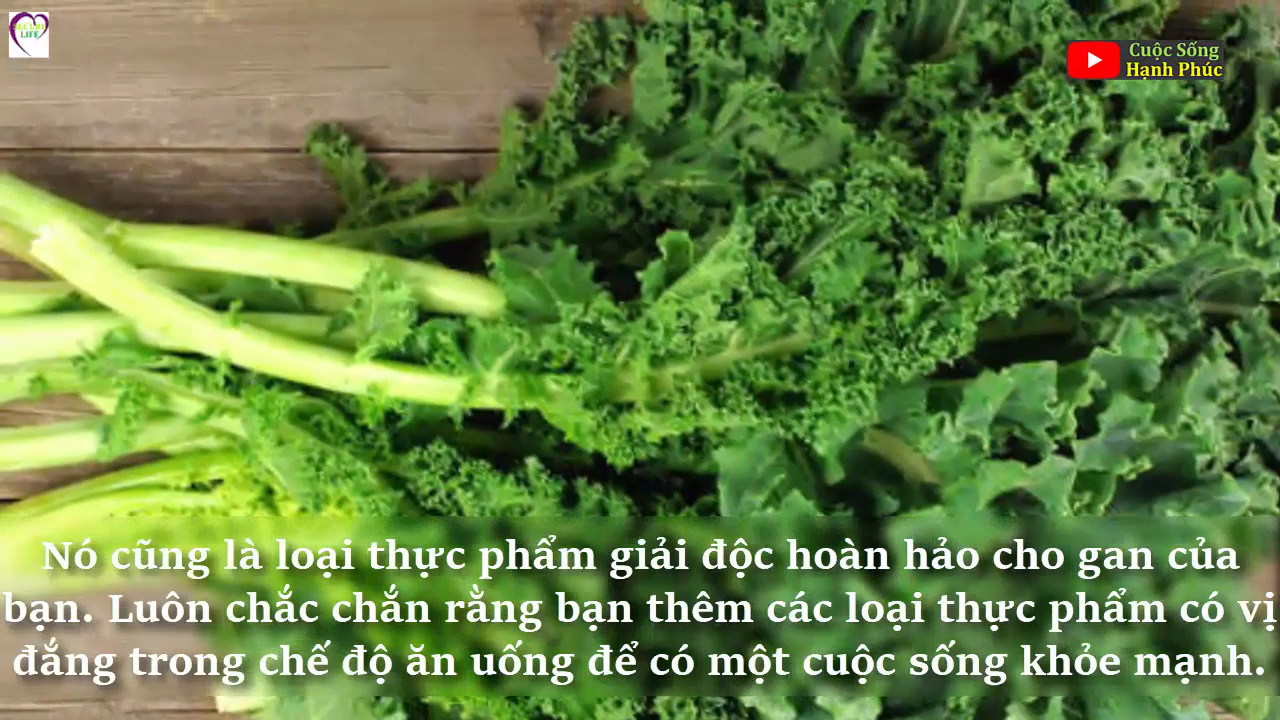 LIFE
Cuộc Sống
Hạnh Phúc
Nó cũng là loại thực phẩm giải độc hoàn hảo cho gan của
bạn. Luôn chắc chắn rằng bạn thêm các loại thực phẩm có vị
đắng trong chế độ ăn uống để có một cuộc sống khỏe mạnh.